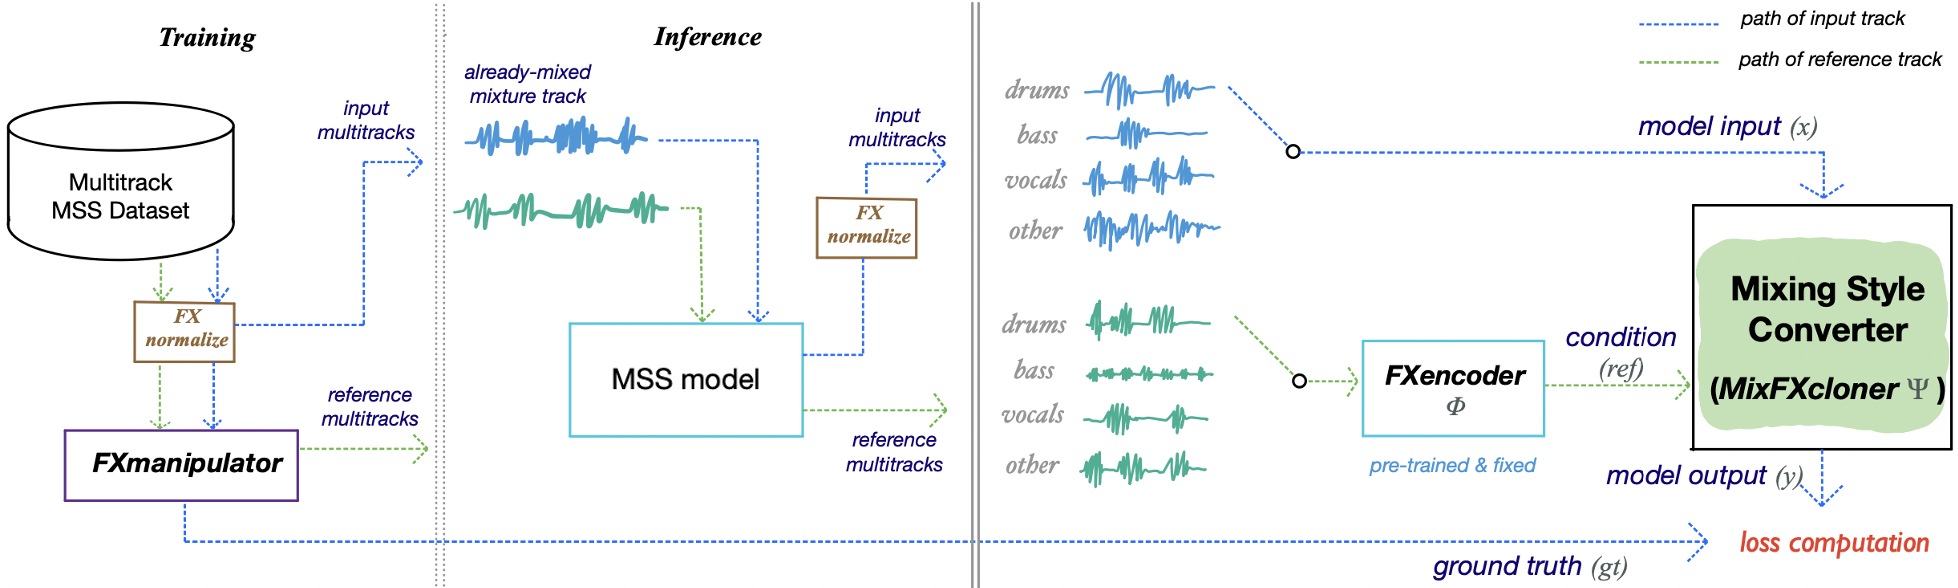 Training
Multitrack
MSS Dataset
input
multitracks
FX
normalize
reference
multitracks
FXmanipulator
Inference
already-mixed
mixture track
input
multitracks
FX
normalize
MSS model
reference
multitracks
path of input track
path of reference track
drums
bass
vocals
other
model input (x)
drums
bass
vocals
other
FXencoder
Φ
pre-trained & fixed
condition
(ref)
Mixing Style
Converter
(MixFXcloner Ψ )
model output (y)
loss computation
ground truth (gt)